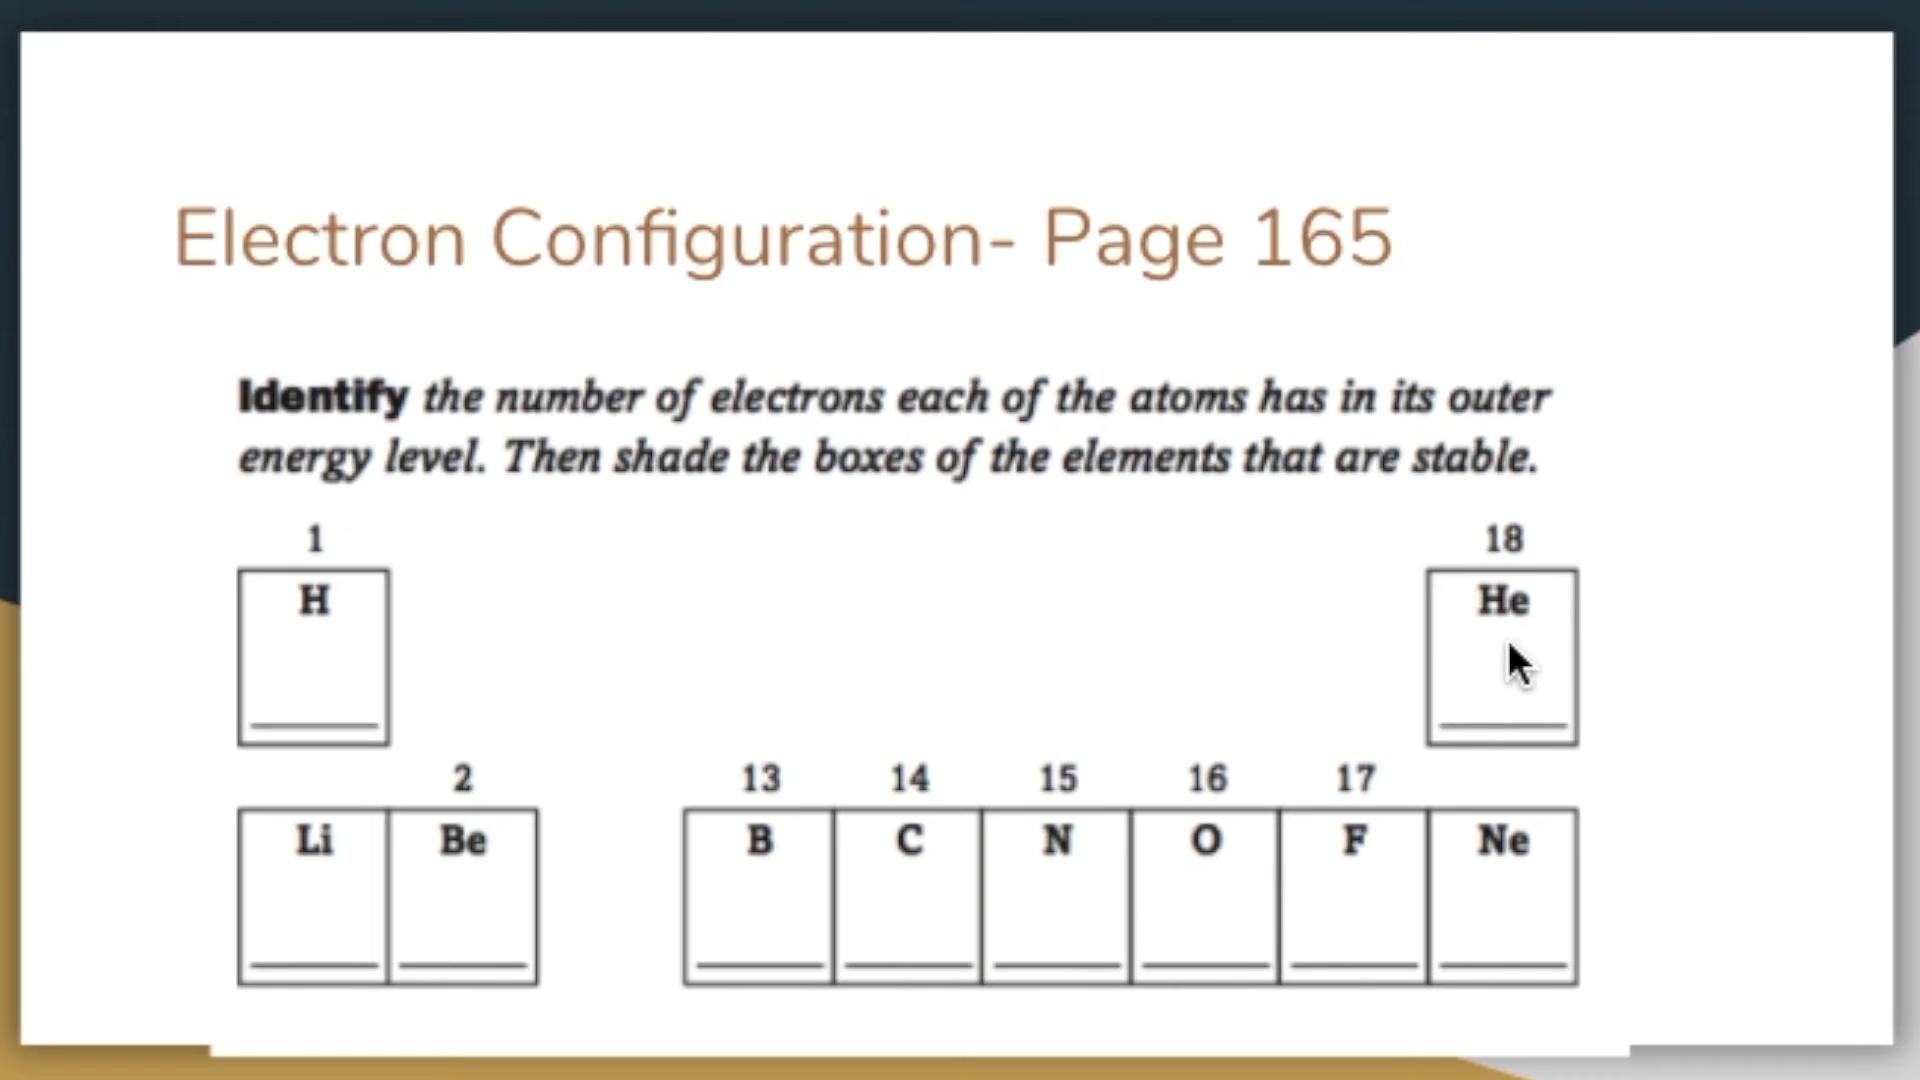 Electron Configuration- Page 165
Identify the number of electrons each of the atoms has in its outer
energy level. Then shade the boxes of the elements that are stable.
1 18
H He
2 13 14 15 16 17
Li Be B C N O F Ne